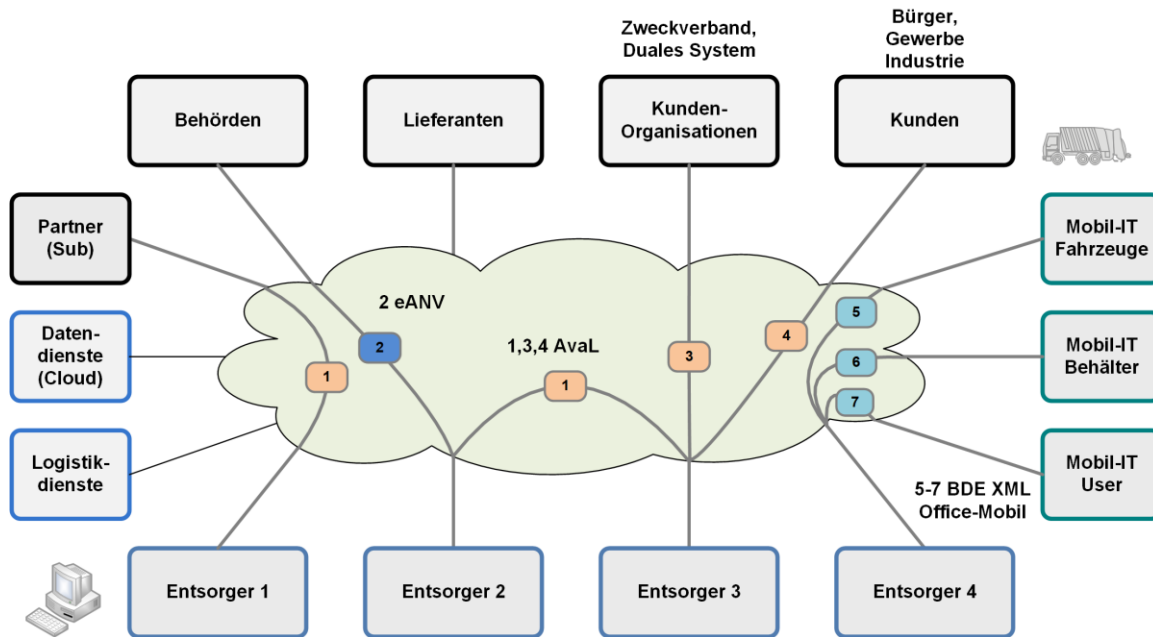 Zweckverband,
Duales System
Bürger,
Gewerbe
Industrie
Behörden
Lieferanten
Kunden-
Organisationen
Kunden
Partner
(Sub)
Mobil-IT
Fahrzeuge
2 eANV
5
2
1,3,4 AvaL
3
4
Daten-
dienste
(Cloud)
1
1
6
Mobil-IT
Behälter
7
Logistik-
dienste
Mobil-IT
User
5-7 BDE XML
Office-Mobil
Entsorger 1
Entsorger 2
Entsorger 3
Entsorger 4